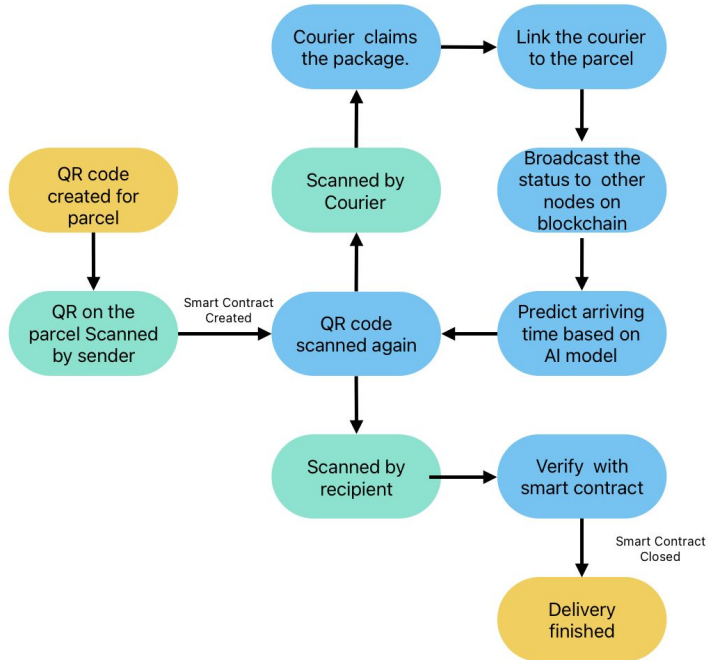 Courier claims
the package.
Link the courier
to the parcel
QR code
created for
parcel
Scanned by
Courier
Broadcast the
status to other
nodes on
blockchain
QR on the
parcel Scanned
by sender
Smart Contract
Created
QR code
scanned again
Predict arriving
time based on
AI model
Scanned by
recipient
Verify with
smart contract
Smart Contract
Closed
Delivery
finished